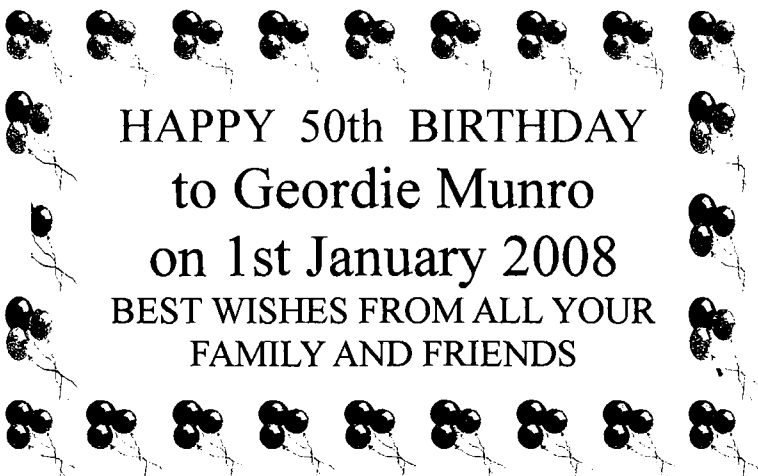 HAPPY 50th BIRTHDAY
to Geordie Munro
on 1st January 2008
BEST WISHES FROM ALL YOUR
FAMILY AND FRIENDS